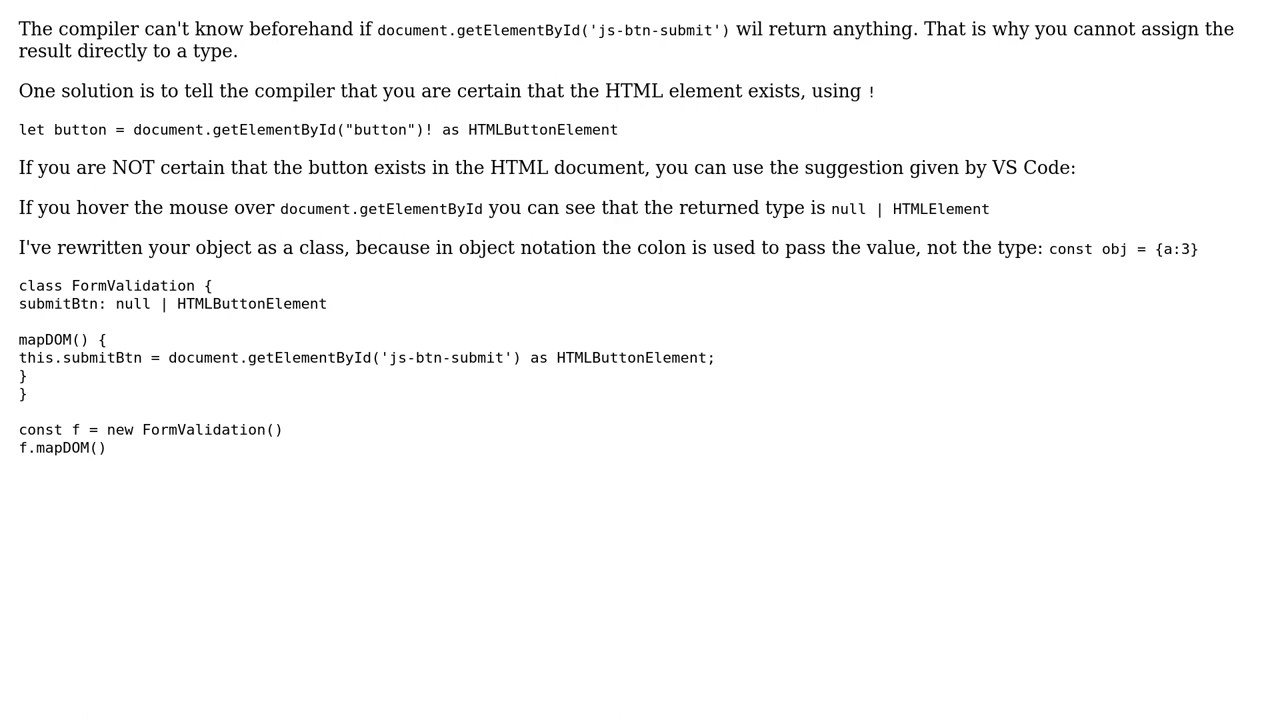 The compiler can't know beforehand if document.getElementById('js-btn-submit') wil return anything. That is why you cannot assign the
result directly to a type.
One solution is to tell the compiler that you are certain that the HTML element exists, using !
let button = document.getElementById("button")! as HTMLButtonElement
If you are NOT certain that the button exists in the HTML document, you can use the suggestion given by VS Code:
If you hover the mouse over document.getElementById you can see that the returned type is null | HTMLElement
I've rewritten your object as a class, because in object notation the colon is used to pass the value, not the type: const obj = {a:3}
class FormValidation {
submitBtn: null | HTMLButtonElement
mapDOM() {
this.submitBtn = document.getElementById('js-btn-submit') as HTMLButtonElement;
}
}
const f = new FormValidation()
f.mapDOM()